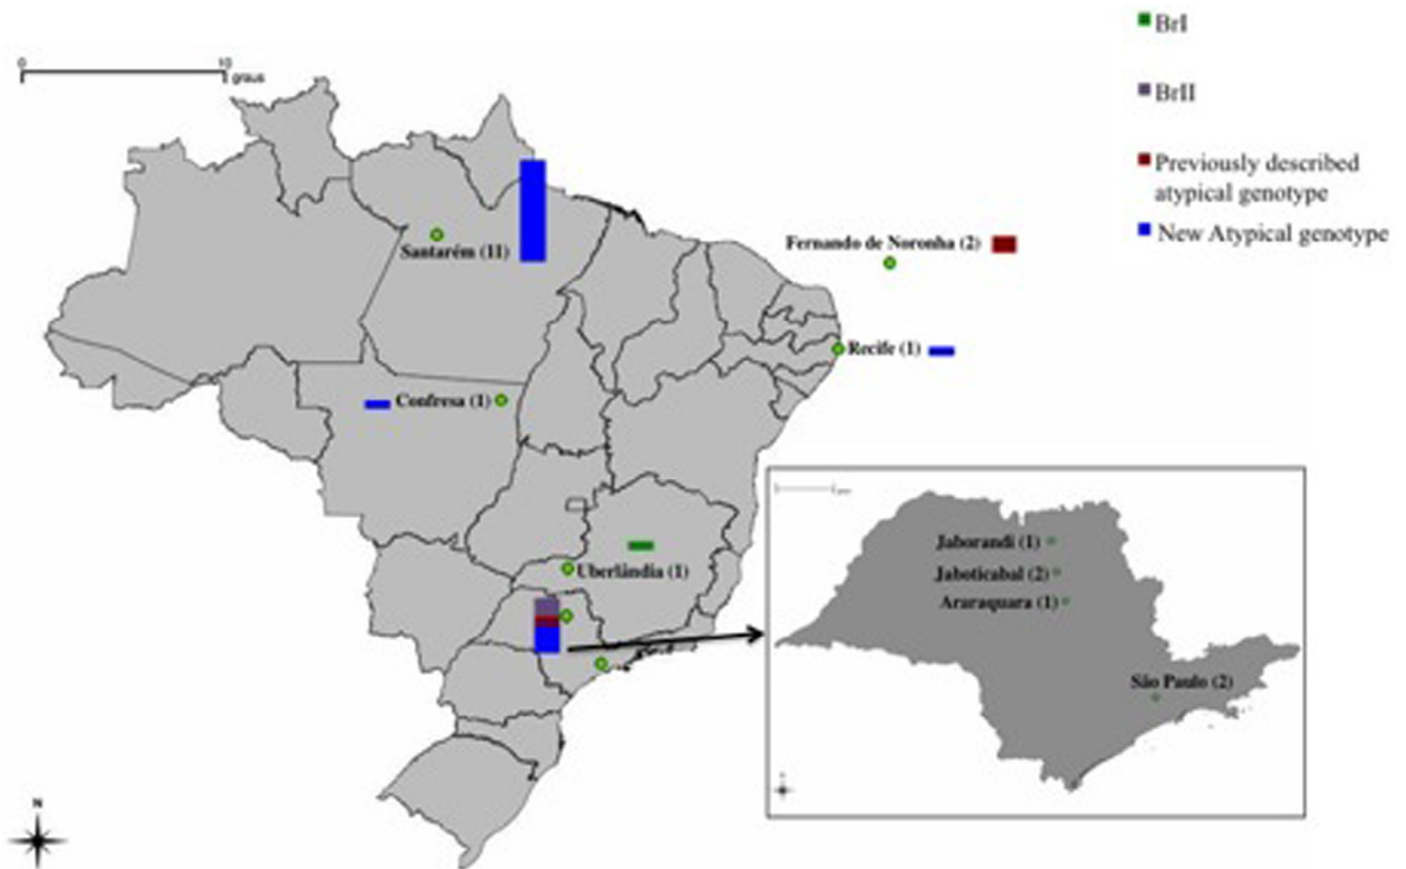 BrI
BrII
Previously described
atypical genotype
New Atypical genotype
0 10
graus
Santarém (11)
Fernando de Noronha (2)
Recife (1)
Confresa (1)
Uberlândia (1)
Jaborandi (1)
Jaboticabal (2)
Araraquara (1)
São Paulo (2)
N